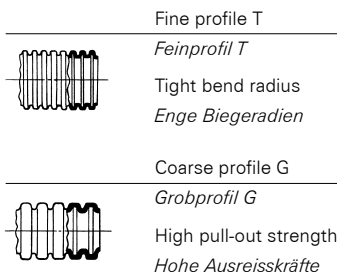 Fine profile T
Feinprofil T
Tight bend radius
Enge Biegeradien
Coarse profile G
Grobprofil G
High pull-out strength
Hohe Ausreisskräfte